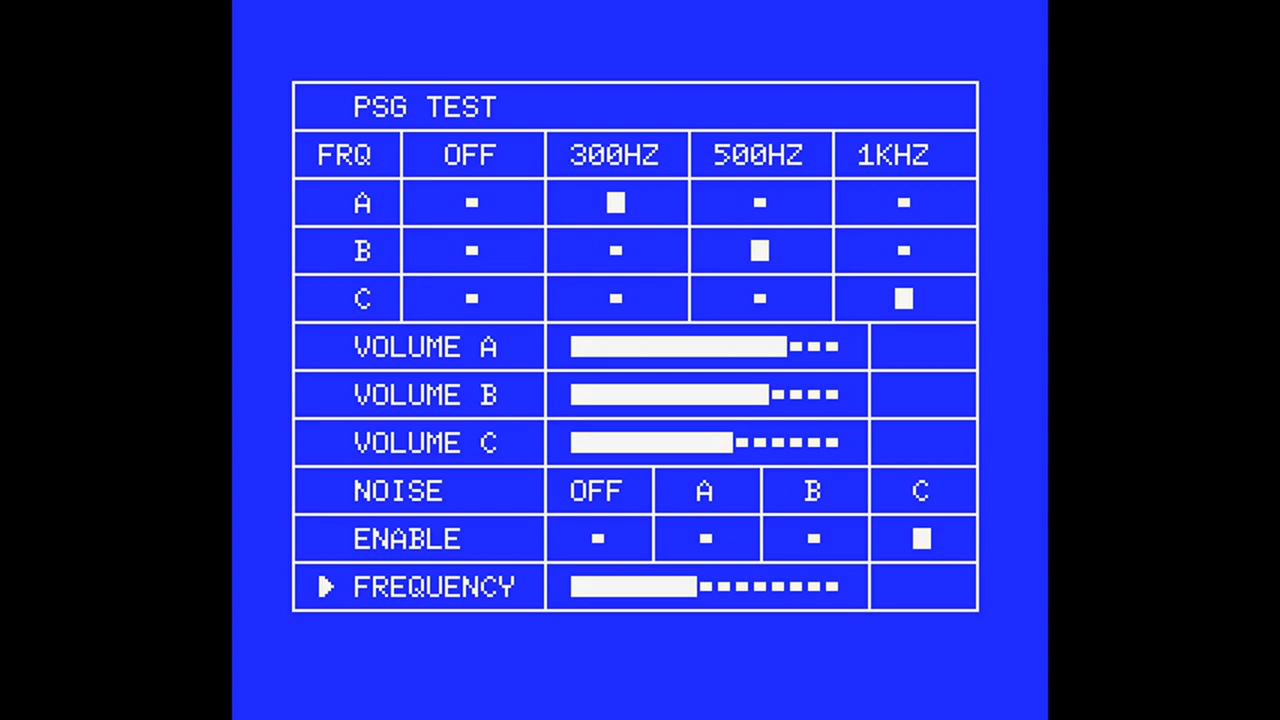 PSG TEST
FRQ OFF 300HZ 500HZ 1KHZ
A
B
C
VOLUME A
VOLUME B
VOLUME C
NOISE OFF A B C
ENABLE
FREQUENCY